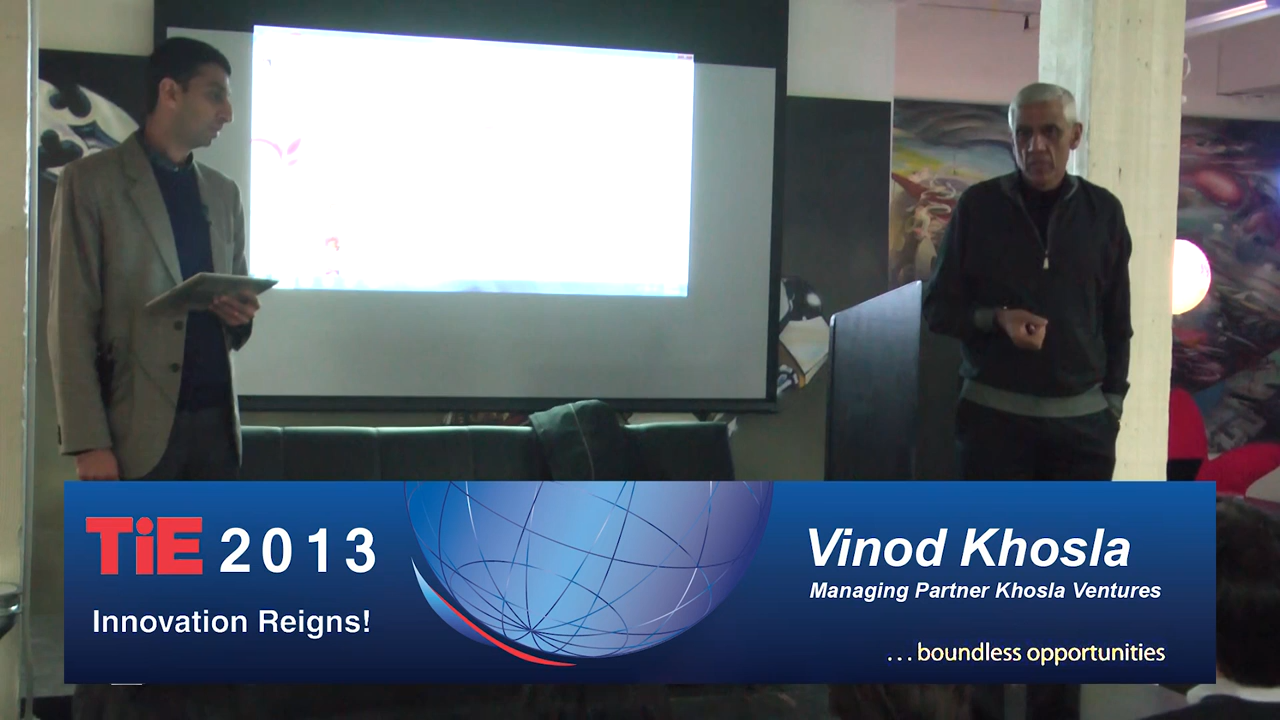 TiE 2013
Innovation Reigns!
Vinod Khosla
Managing Partner Khosla Ventures
...boundless opportunities